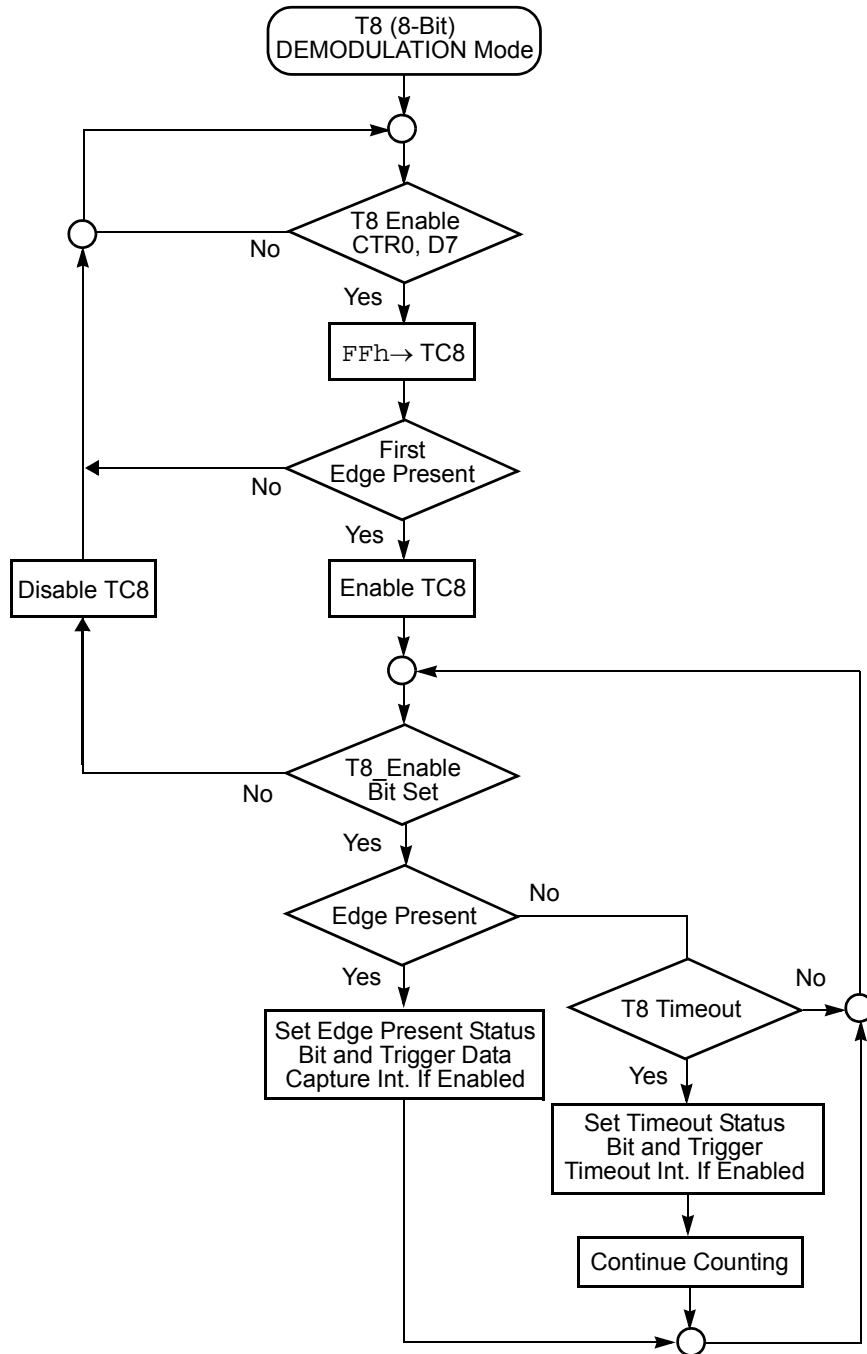 T8 (8-Bit)
DEMODULATION Mode
T8 Enable
CTR0, D7
No
Yes
FFh→ TC8
First
Edge Present
No
Yes
Disable TC8
Enable TC8
T8_Enable
Bit Set
No
Yes
Edge Present
No
Yes
T8 Timeout
No
Set Edge Present Status
Bit and Trigger Data
Capture Int. If Enabled
Yes
Set Timeout Status
Bit and Trigger
Timeout Int. If Enabled
Continue Counting